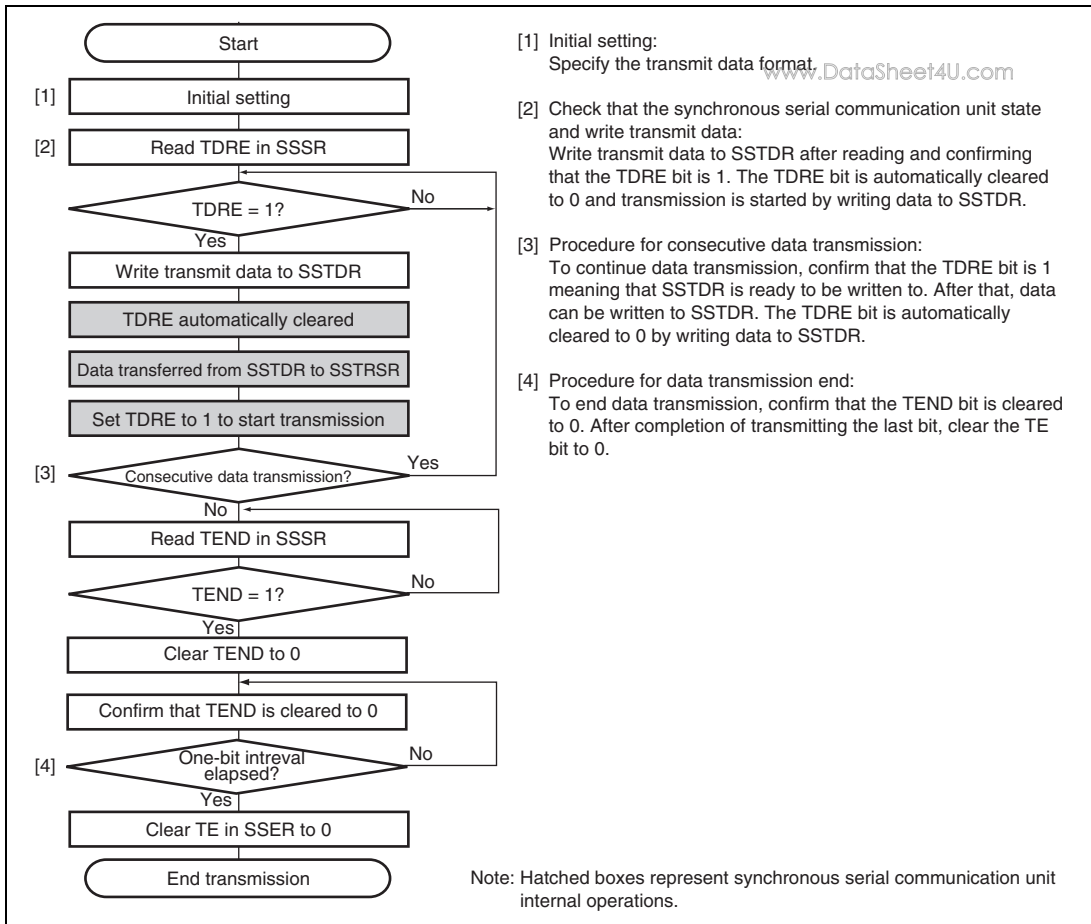 Start
[1] Initial setting
[2] Read TDRE in SSSR
TDRE = 1?
No
Yes
Write transmit data to SSTDR
TDRE automatically cleared
Data transferred from SSTDR to SSTRSR
Set TDRE to 1 to start transmission
[3] Consecutive data transmission?
Yes
No
Read TEND in SSSR
TEND = 1?
No
Yes
Clear TEND to 0
Confirm that TEND is cleared to 0
[4] One-bit intreval
elapsed?
No
Yes
Clear TE in SSER to 0
End transmission
[1] Initial setting:
Specify the transmit data format.
www.DataSheet4U.com
[2] Check that the synchronous serial communication unit state
and write transmit data:
Write transmit data to SSTDR after reading and confirming
that the TDRE bit is 1. The TDRE bit is automatically cleared
to 0 and transmission is started by writing data to SSTDR.
[3] Procedure for consecutive data transmission:
To continue data transmission, confirm that the TDRE bit is 1
meaning that SSTDR is ready to be written to. After that, data
can be written to SSTDR. The TDRE bit is automatically
cleared to 0 by writing data to SSTDR.
[4] Procedure for data transmission end:
To end data transmission, confirm that the TEND bit is cleared
to 0. After completion of transmitting the last bit, clear the TE
bit to 0.
Note: Hatched boxes represent synchronous serial communication unit
internal operations.